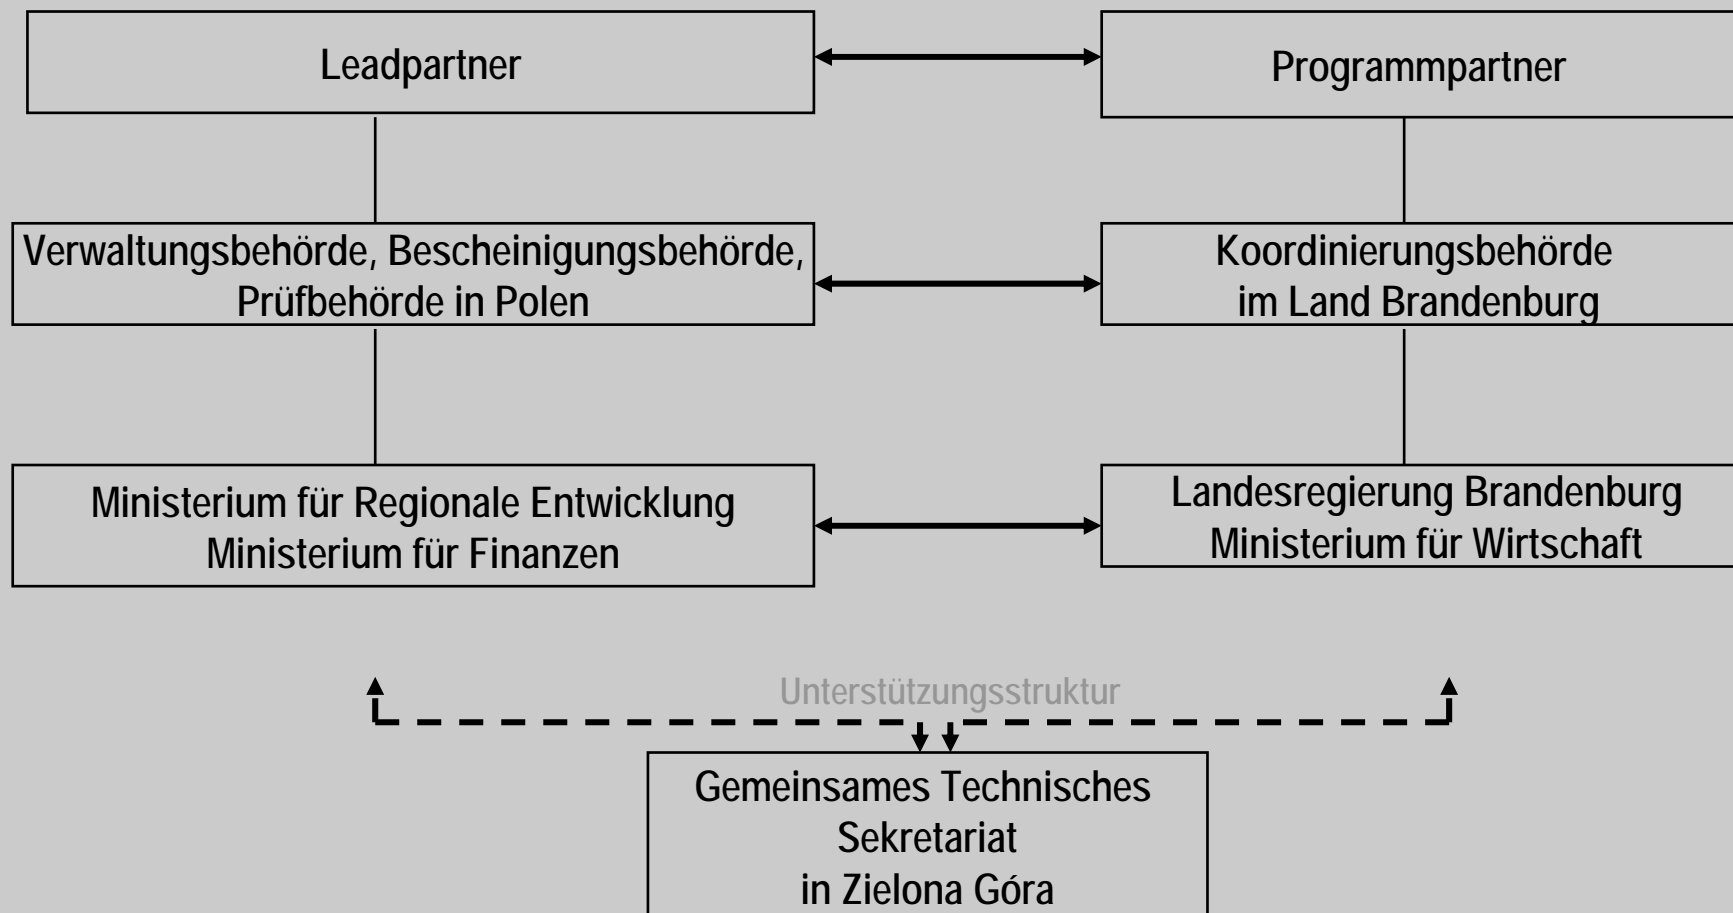 Leadpartner
Programmpartner
Verwaltungsbehörde, Bescheinigungsbehörde,
Prüfbehörde in Polen
Koordinierungsbehörde
im Land Brandenburg
Ministerium für Regionale Entwicklung
Ministerium für Finanzen
Landesregierung Brandenburg
Ministerium für Wirtschaft
Unterstützungsstruktur
Gemeinsames Technisches
Sekretariat
in Zielona Góra